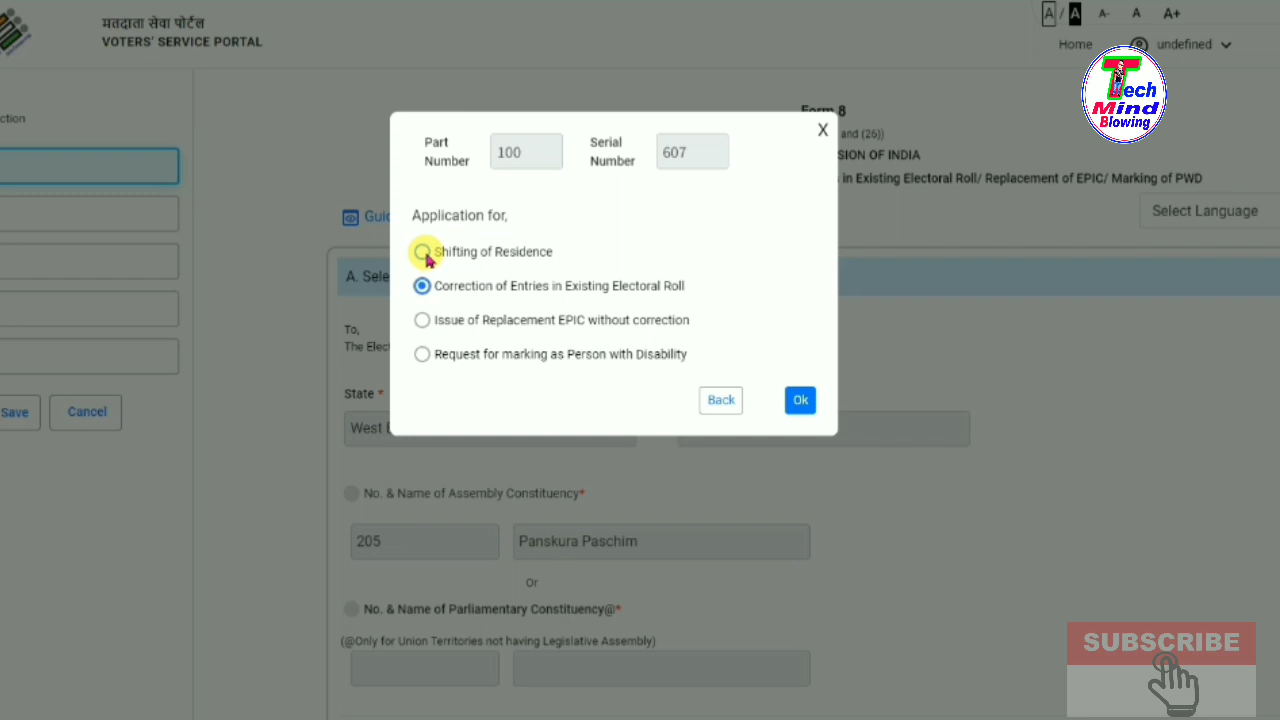 मतदाता सेवा पोर्टल
VOTERS' SERVICE PORTAL
A / A A- A A+
Home undefined
Tech
Mind
Blowing
ction
Form 8
and (26))
SION OF INDIA
in Existing Electoral Roll/ Replacement of EPIC/ Marking of PWD
Select Language
X
Part Number 100 Serial Number 607
Application for,
Shifting of Residence
Correction of Entries in Existing Electoral Roll
Issue of Replacement EPIC without correction
Request for marking as Person with Disability
Back Ok
Guid
A. Sele
To,
The Elect
State *
West B
Save Cancel
No. & Name of Assembly Constituency*
205 Panskura Paschim
Or
No. & Name of Parliamentary Constituency@*
(@Only for Union Territories not having Legislative Assembly)
SUBSCRIBE